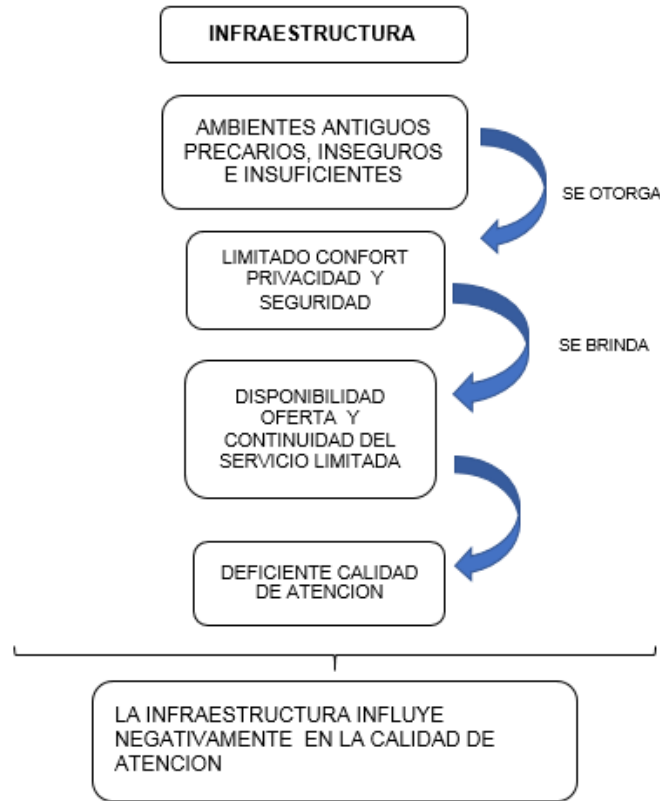 INFRAESTRUCTURA
AMBIENTES ANTIGUOS
PRECARIOS, INSEGUROS
E INSUFICIENTES
SE OTORGA
LIMITADO CONFORT
PRIVACIDAD Y
SEGURIDAD
SE BRINDA
DISPONIBILIDAD
OFERTA Y
CONTINUIDAD DEL
SERVICIO LIMITADA
DEFICIENTE CALIDAD
DE ATENCION
LA INFRAESTRUCTURA INFLUYE
NEGATIVAMENTE EN LA CALIDAD DE
ATENCION